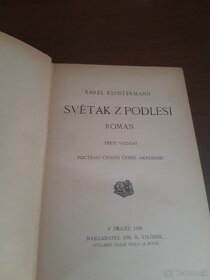 KAREL KLOSTERMANN
SVĚTÁK Z PODLESÍ
ROMÁN
TŘETÍ VYDÁNÍ
POCTĚNO CENOU ČESKÉ AKADEMIE
V PRAZE
NAKLADATEL JOS. R. VILÍMEK